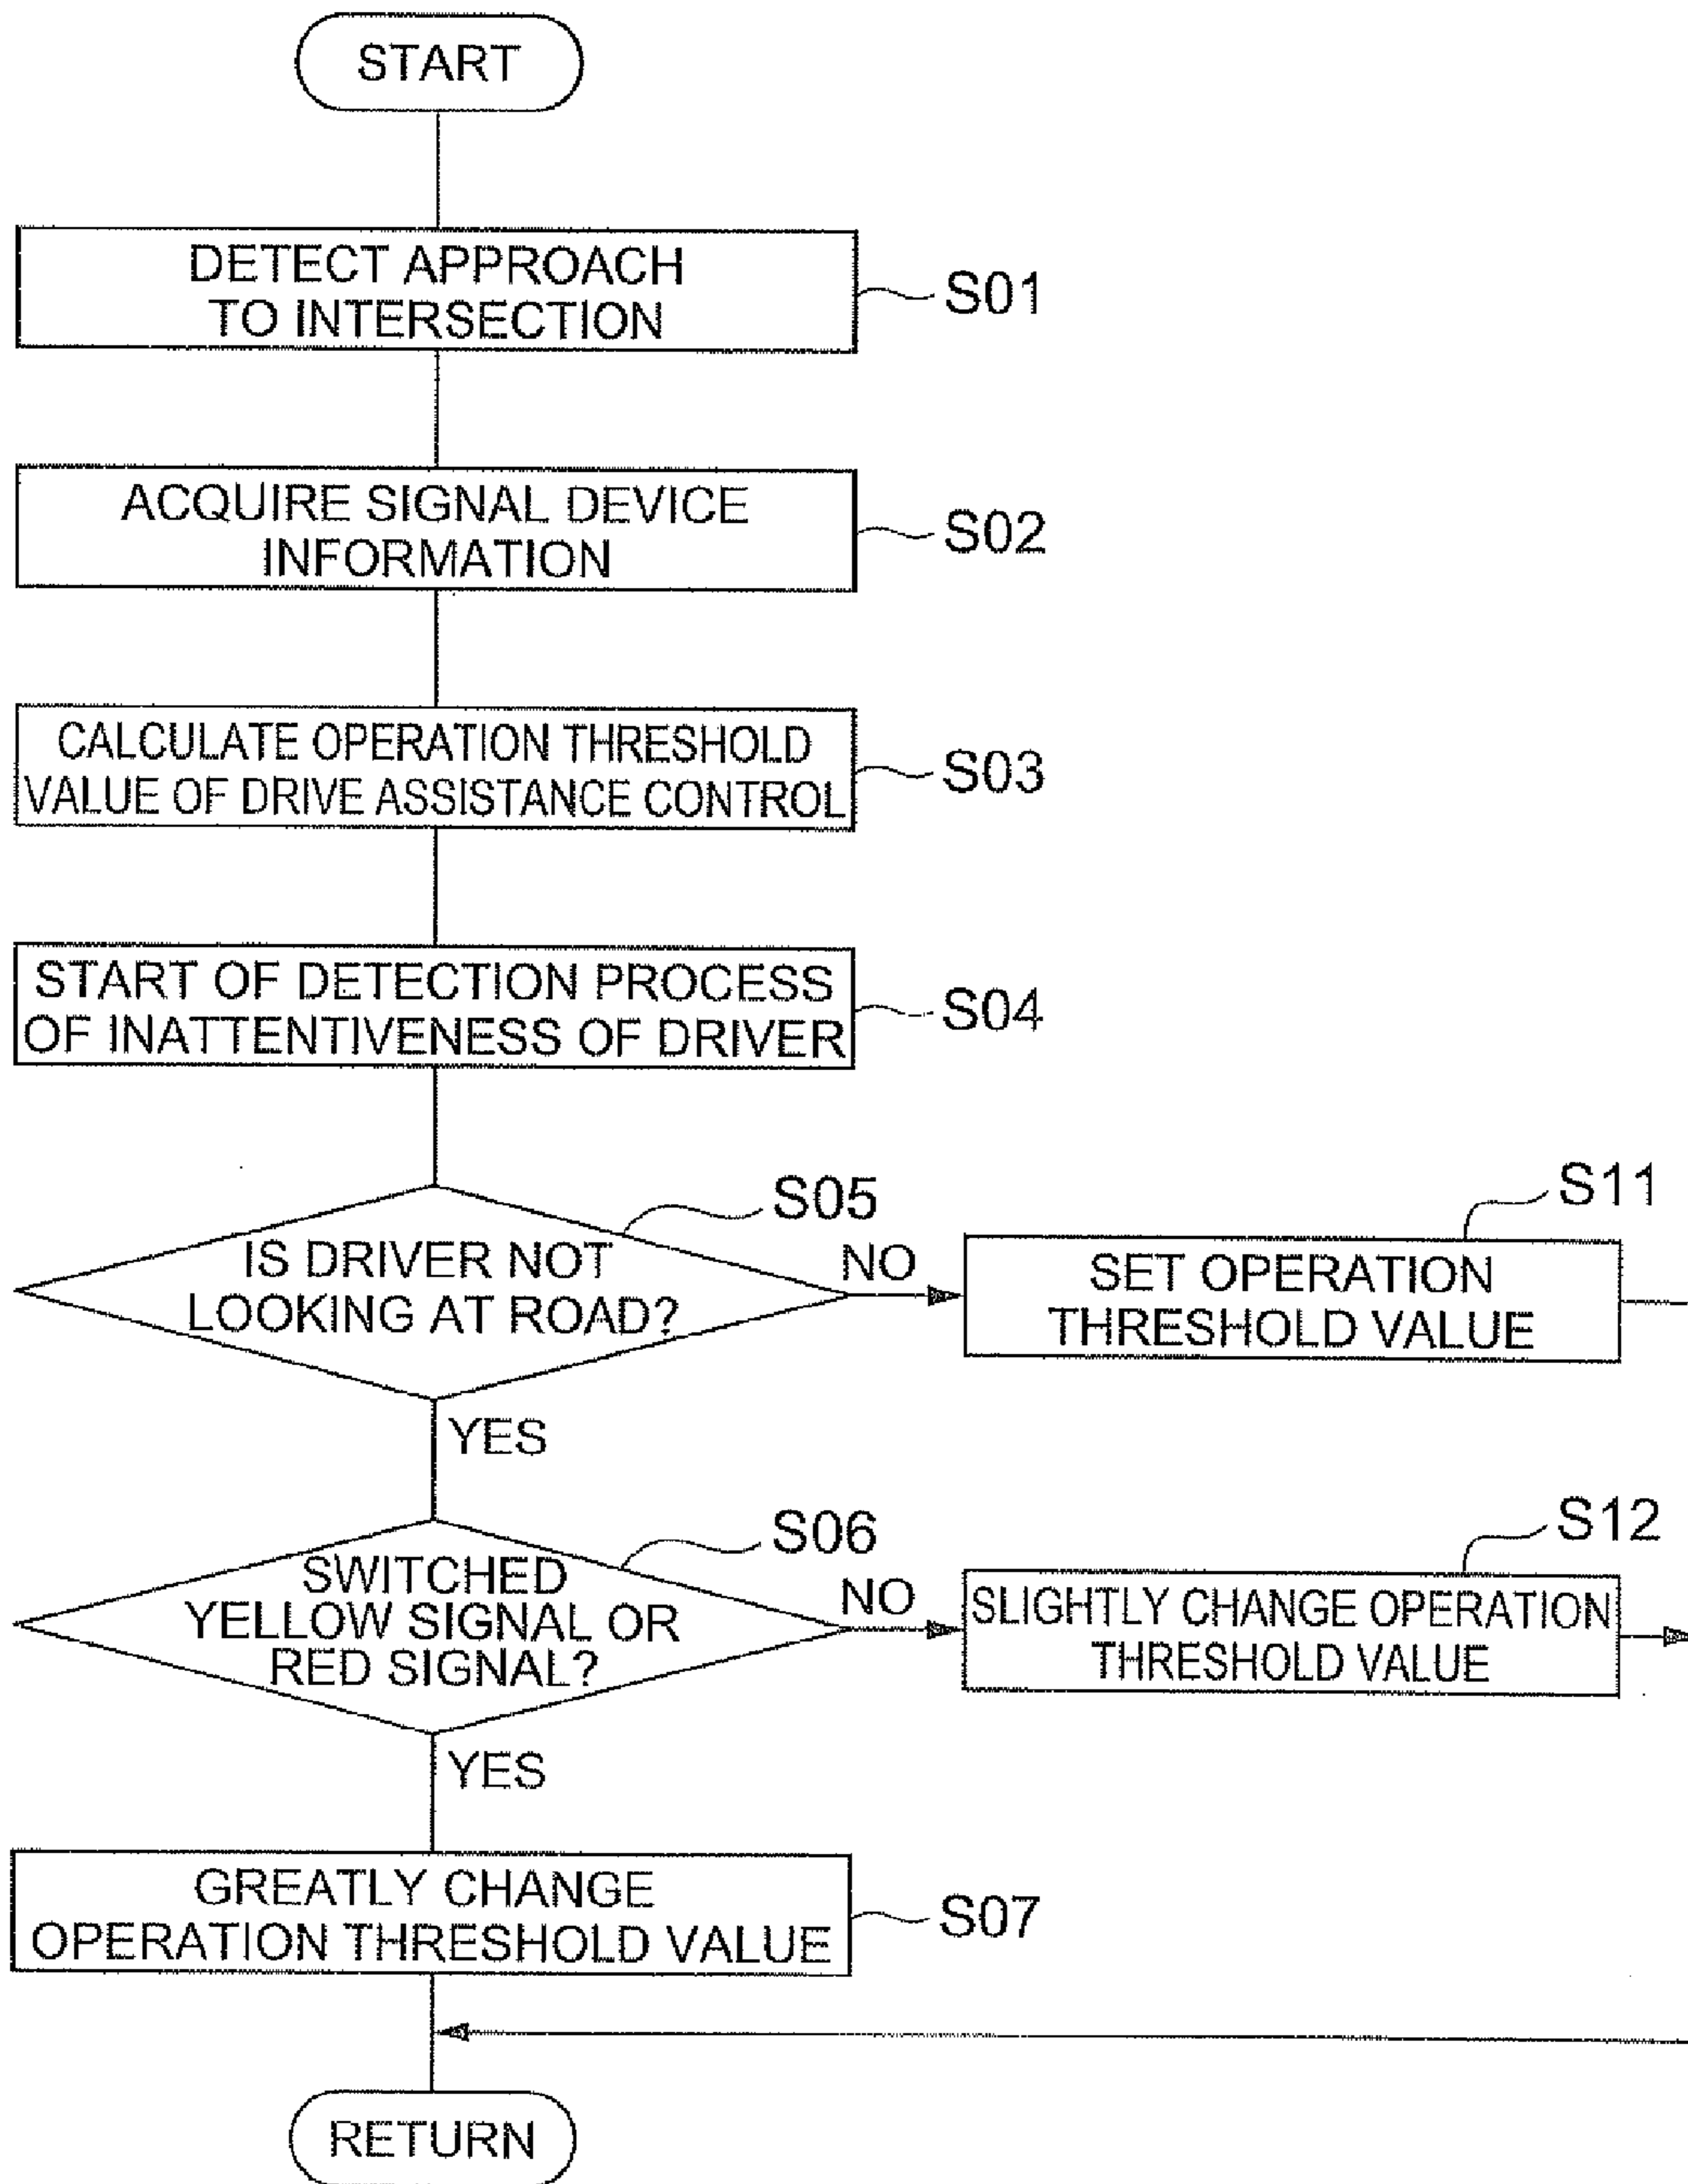 START
DETECT APPROACH
TO INTERSECTION
S01
ACQUIRE SIGNAL DEVICE
INFORMATION
S02
CALCULATE OPERATION THRESHOLD
VALUE OF DRIVE ASSISTANCE CONTROL
S03
START OF DETECTION PROCESS
OF INATTENTIVENESS OF DRIVER
S04
S05
IS DRIVER NOT
LOOKING AT ROAD?
NO
S11
SET OPERATION
THRESHOLD VALUE
YES
S06
SWITCHED
YELLOW SIGNAL OR
RED SIGNAL?
NO
S12
SLIGHTLY CHANGE OPERATION
THRESHOLD VALUE
YES
GREATLY CHANGE
OPERATION THRESHOLD VALUE
S07
RETURN